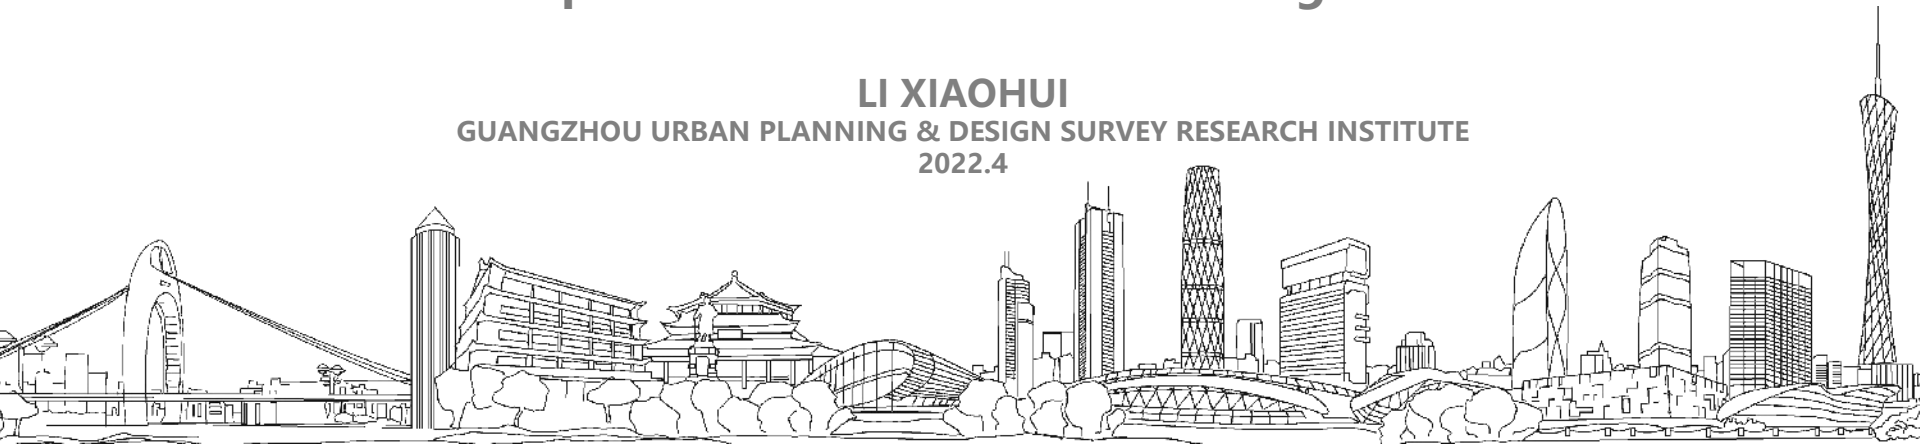 LI XIAOHUI
GUANGZHOU URBAN PLANNING & DESIGN SURVEY RESEARCH INSTITUTE
2022.4